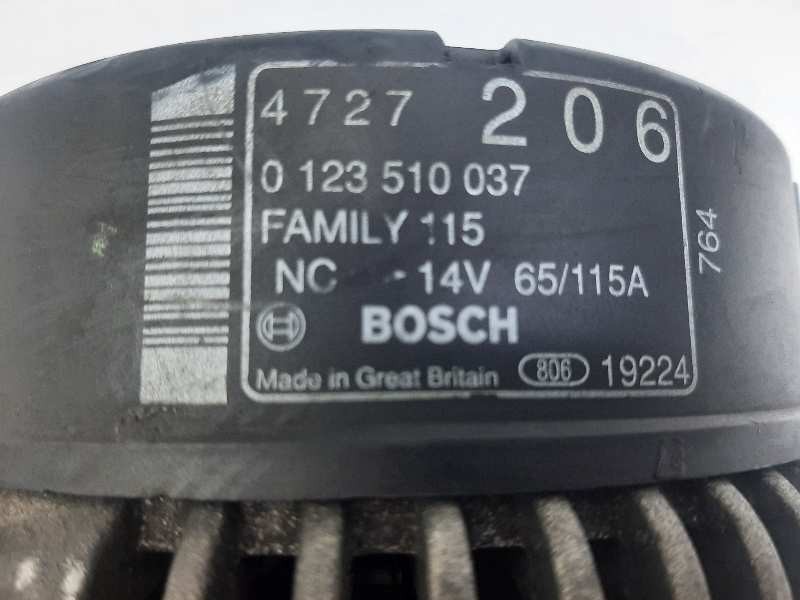 4727 206
0 123 510 037
FAMILY 115
NC - 14V 65/115A
BOSCH
Made in Great Britain 806 19224
764